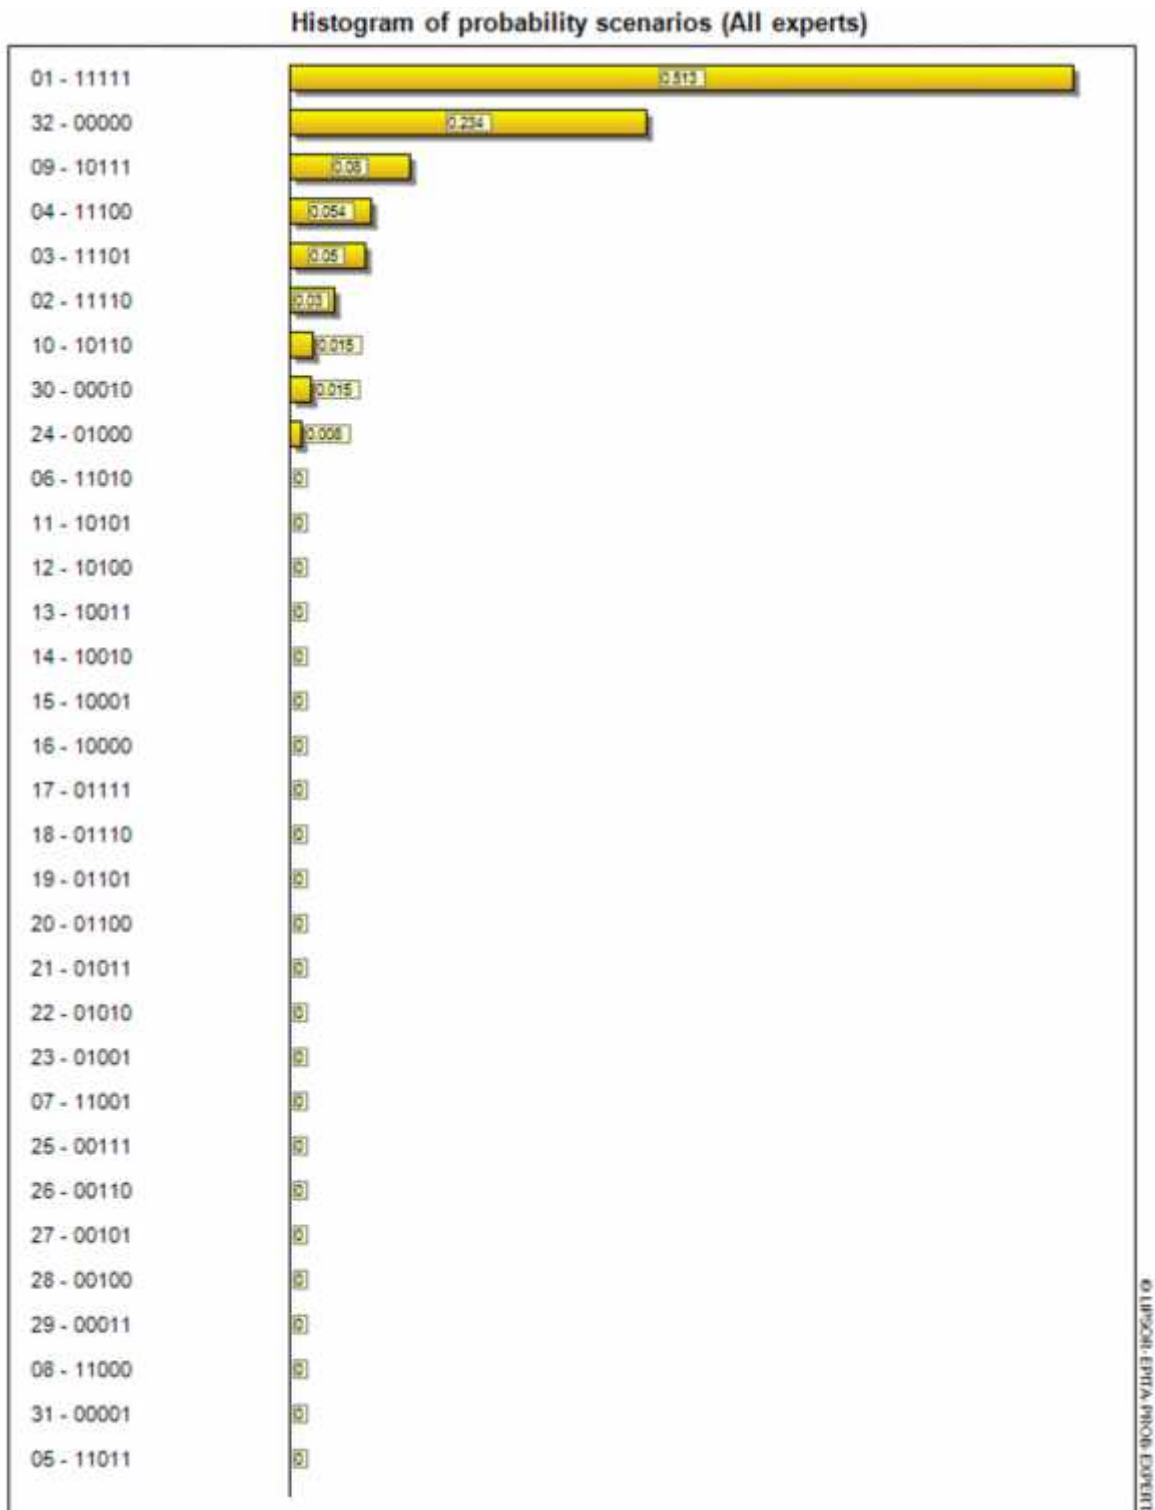 Histogram of probability scenarios (All experts)
01 - 11111 0.513
32 - 00000 0.234
09 - 10111 0.08
04 - 11100 0.054
03 - 11101 0.05
02 - 11110 0.03
10 - 10110 0.015
30 - 00010 0.015
24 - 01000 0.008
06 - 11010 0
11 - 10101 0
12 - 10100 0
13 - 10011 0
14 - 10010 0
15 - 10001 0
16 - 10000 0
17 - 01111 0
18 - 01110 0
19 - 01101 0
20 - 01100 0
21 - 01011 0
22 - 01010 0
23 - 01001 0
07 - 11001 0
25 - 00111 0
26 - 00110 0
27 - 00101 0
28 - 00100 0
29 - 00011 0
08 - 11000 0
31 - 00001 0
05 - 11011 0
© LIPSOR-EPITA-PROB-EXPERT